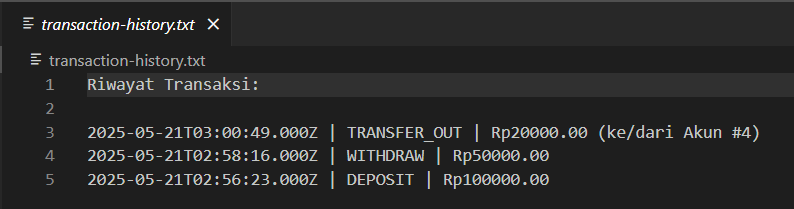 transaction-history.txt
transaction-history.txt
1 Riwayat Transaksi:
2
3 2025-05-21T03:00:49.000Z | TRANSFER_OUT | Rp20000.00 (ke/dari Akun #4)
4 2025-05-21T02:58:16.000Z | WITHDRAW | Rp50000.00
5 2025-05-21T02:56:23.000Z | DEPOSIT | Rp100000.00